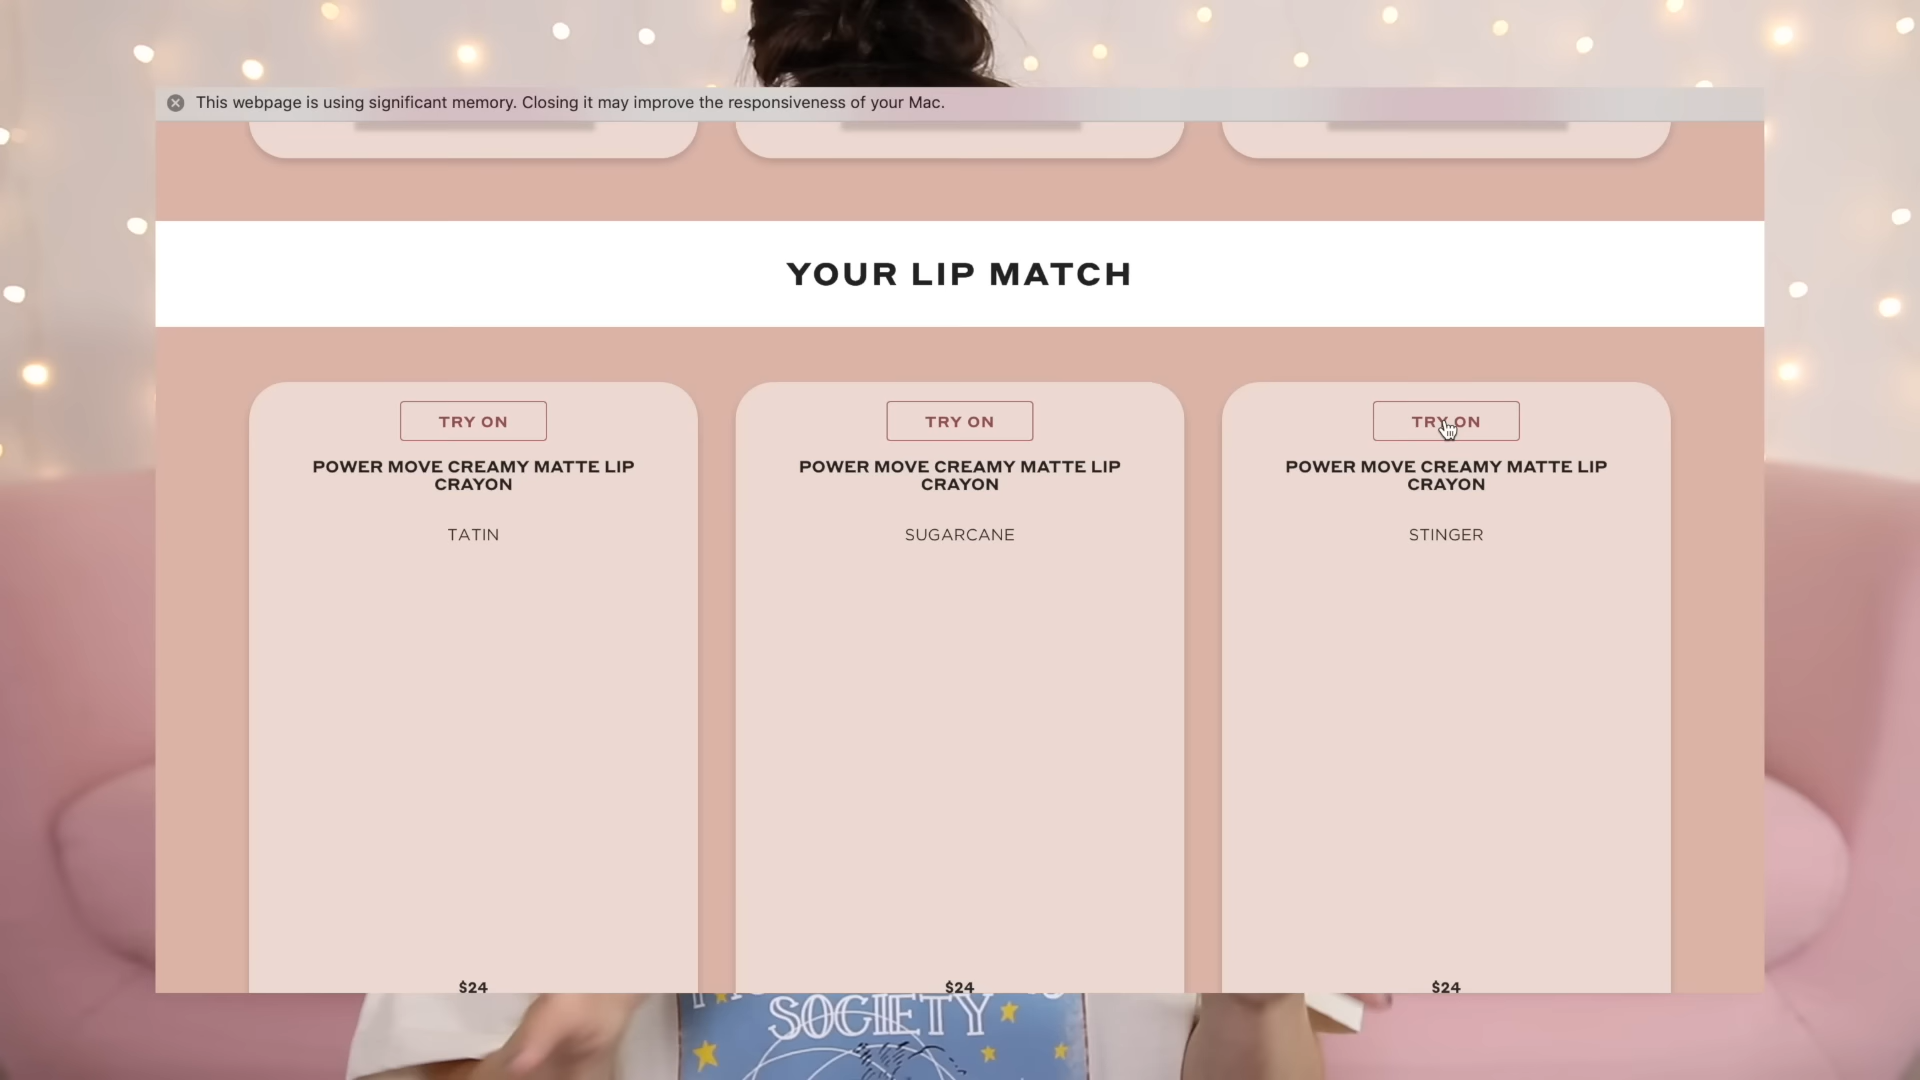 This webpage is using significant memory. Closing it may improve the responsiveness of your Mac.
YOUR LIP MATCH
TRY ON
POWER MOVE CREAMY MATTE LIP
CRAYON
TATIN
$24
TRY ON
POWER MOVE CREAMY MATTE LIP
CRAYON
SUGARCANE
$24
TRY ON
POWER MOVE CREAMY MATTE LIP
CRAYON
STINGER
$24
SOCIETY